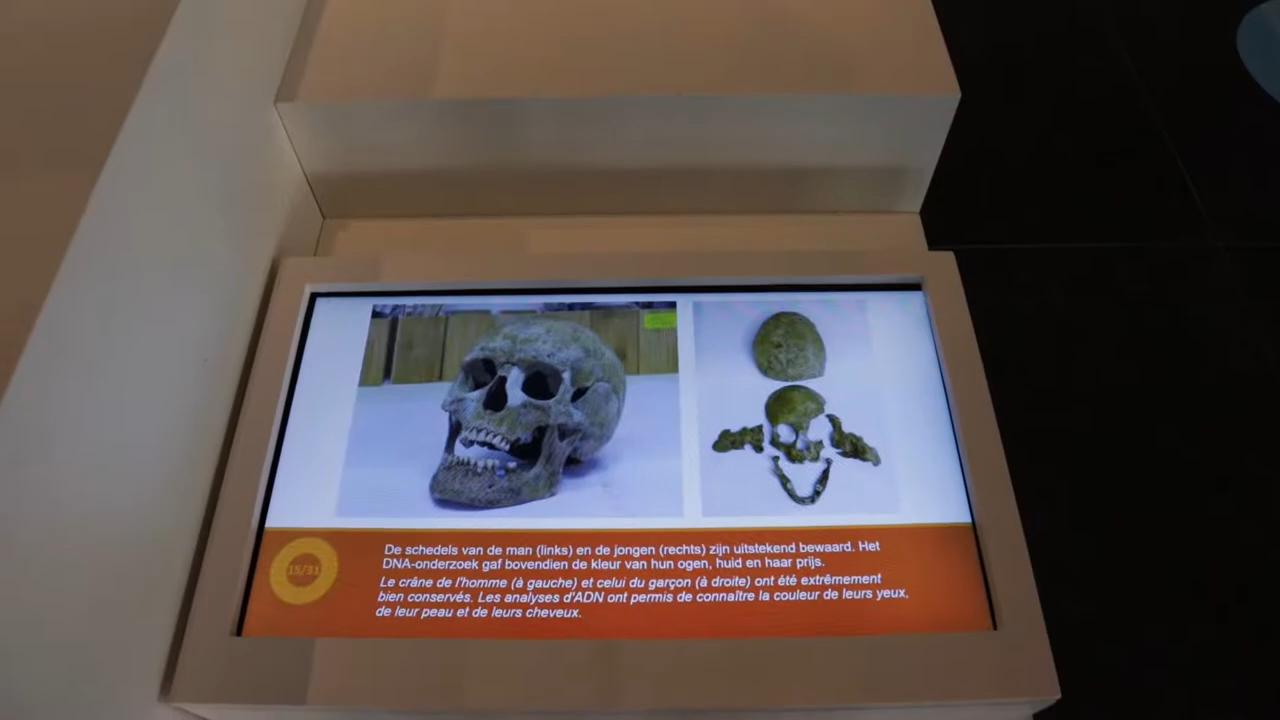 15/31
De schedels van de man (links) en de jongen (rechts) zijn uitstekend bewaard. Het
DNA-onderzoek gaf bovendien de kleur van hun ogen, huid en haar prijs.
Le crâne de l'homme (à gauche) et celui du garçon (à droite) ont été extrêmement
bien conservés. Les analyses d'ADN ont permis de connaître la couleur de leurs yeux,
de leur peau et de leurs cheveux.